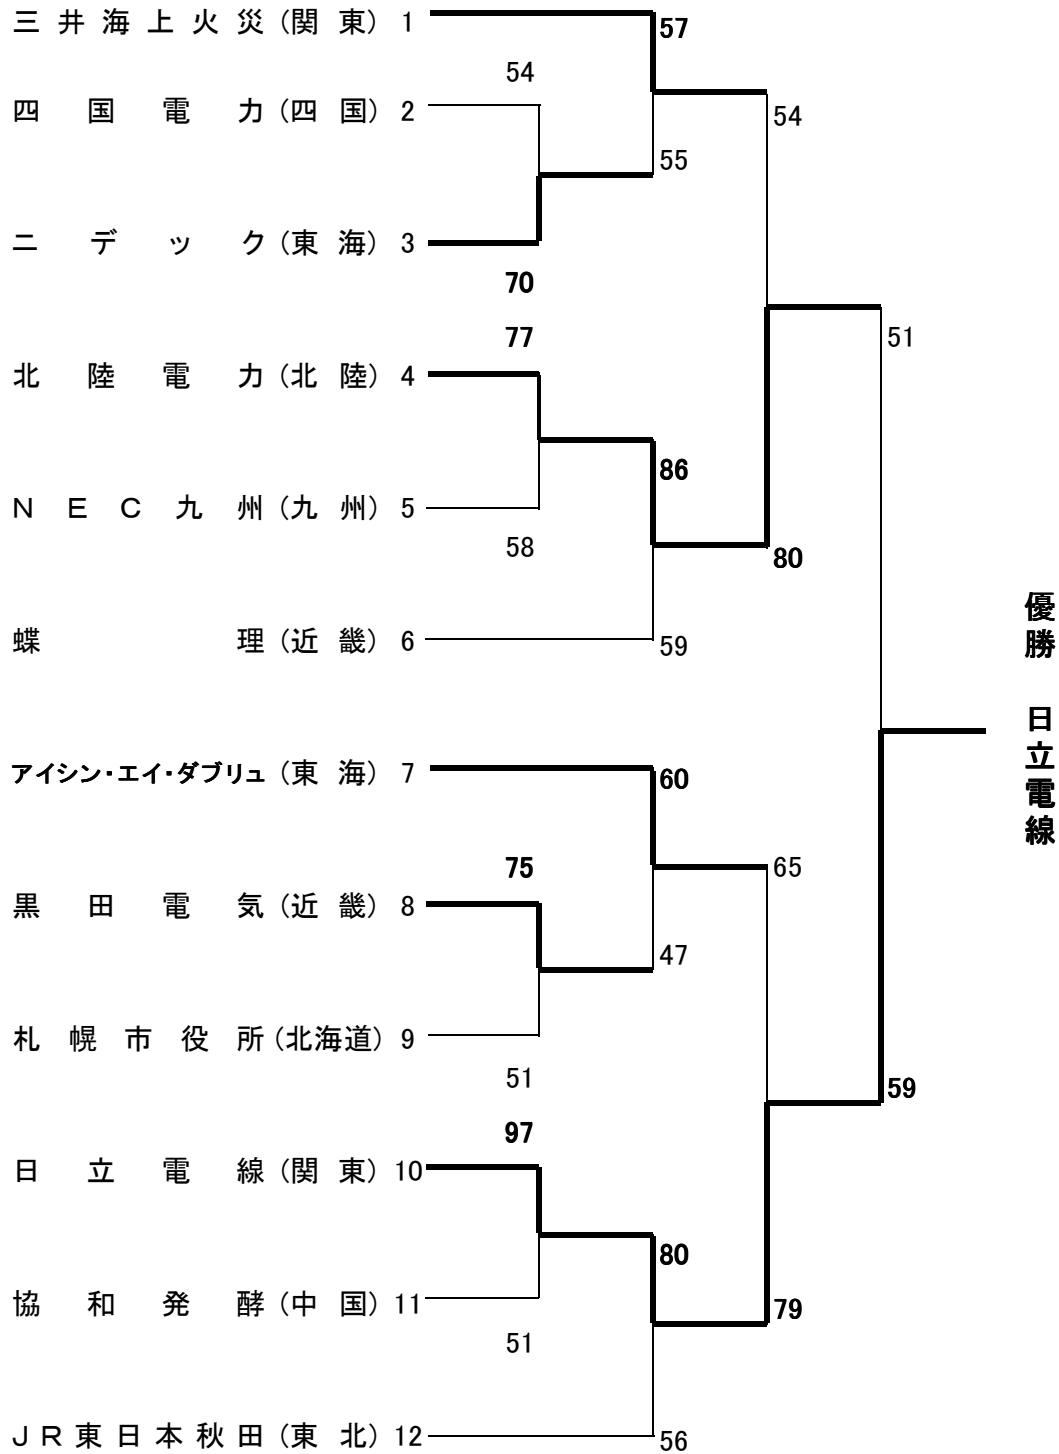 三井海上火災(関東) 1
57
54
四国電力(四国) 2
54
55
ニデック(東海) 3
70
77
51
北陸電力(北陸) 4
86
NEC九州(九州) 5
58
80
蝶理(近畿) 6
59
優勝 日立電線
アイシン・エイ・ダブリュ(東海) 7
60
75
65
黒田電気(近畿) 8
47
札幌市役所(北海道) 9
51
59
97
日立電線(関東) 10
80
協和発酵(中国) 11
79
51
JR東日本秋田(東北) 12
56